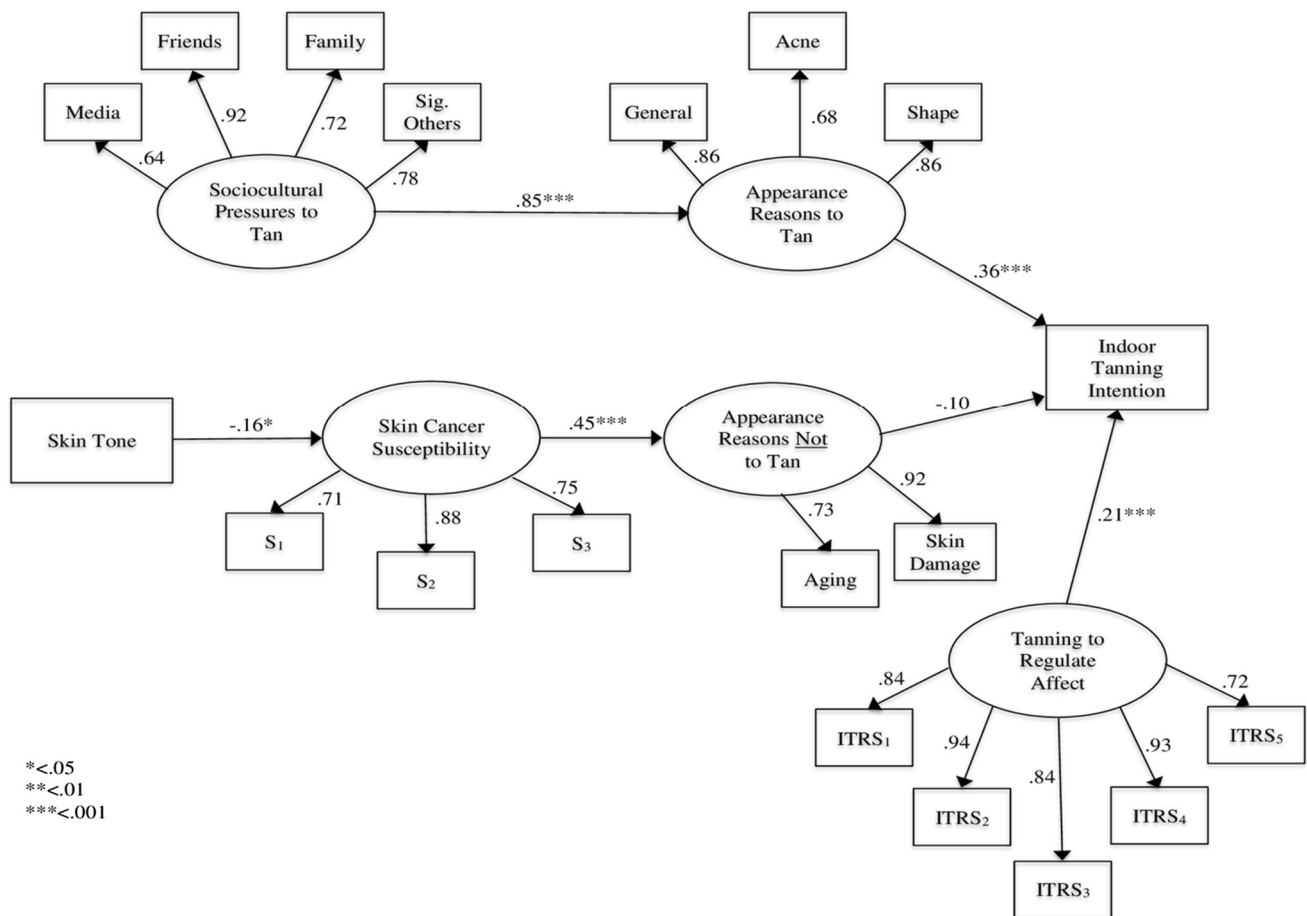 Friends
Family
Acne
Media
Sig.
Others
General
Shape
.92
.72
.68
.64
.78
.86
.86
Sociocultural
Pressures to
Tan
.85***
Appearance
Reasons to
Tan
.36***
Indoor
Tanning
Intention
Skin Tone
-.16*
Skin Cancer
Susceptibility
.45***
Appearance
Reasons Not
to Tan
-.10
.71
.88
.75
.73
.92
.21***
S1
S2
S3
Aging
Skin
Damage
Tanning to
Regulate
Affect
.84
.94
.84
.93
.72
ITRS1
ITRS2
ITRS3
ITRS4
ITRS5
*<.05
**<.01
***<.001